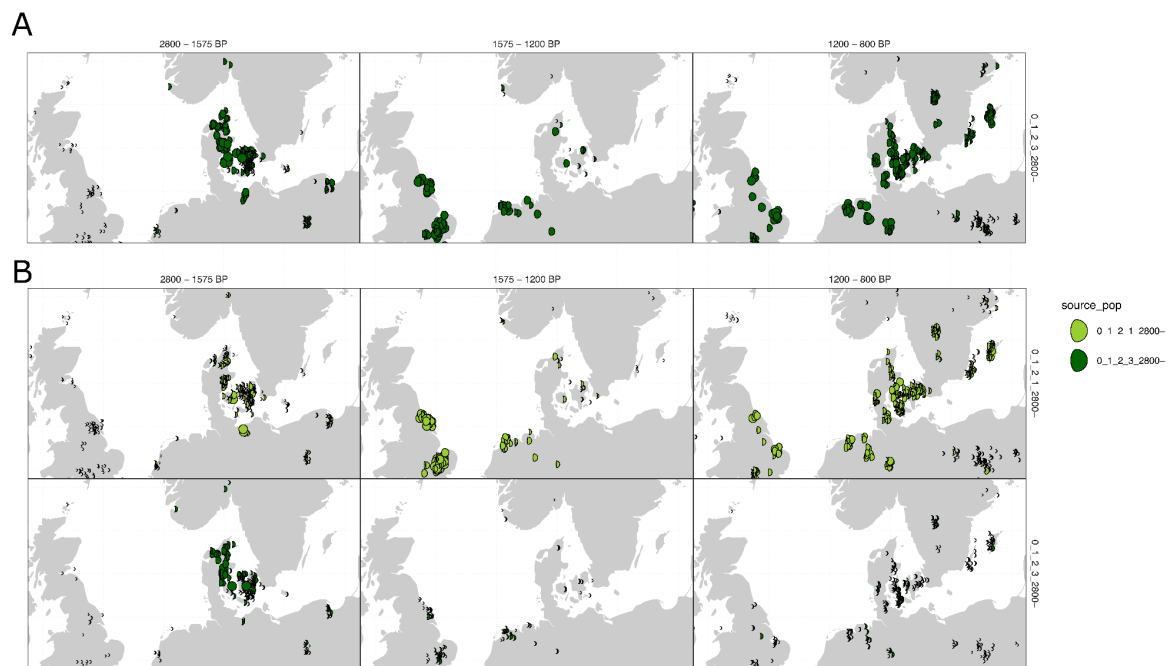 A
2800 – 1575 BP
1575 – 1200 BP
1200 – 800 BP
0_1_2_3_2800–
B
2800 – 1575 BP
1575 – 1200 BP
1200 – 800 BP
0_1_2_1_2800–
0_1_2_3_2800–
source_pop
0_1_2_1_2800–
0_1_2_3_2800–